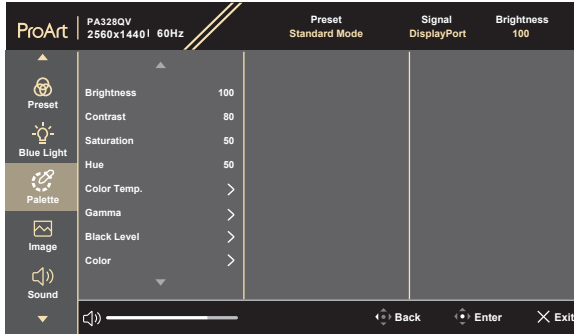 ProArt
PA328QV
2560x1440| 60Hz
Preset
Standard Mode
Signal
DisplayPort
Brightness
100
Preset
Blue Light
Palette
Image
Sound
Brightness 100
Contrast 80
Saturation 50
Hue 50
Color Temp.
Gamma
Black Level
Color
Back
Enter
Exit